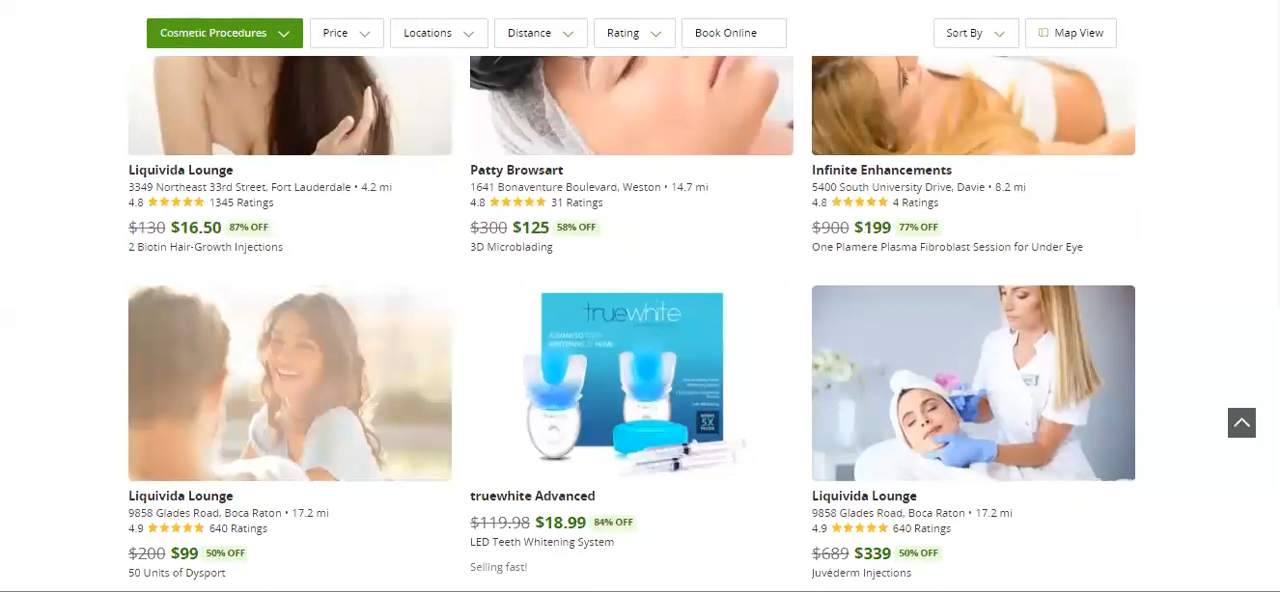 Cosmetic Procedures
Price
Locations
Distance
Rating
Book Online
Sort By
Map View
Liquivida Lounge
3349 Northeast 33rd Street, Fort Lauderdale • 4.2 mi
4.8 1345 Ratings
$130 $16.50 87% OFF
2 Biotin Hair-Growth Injections
Patty Browsart
1641 Bonaventure Boulevard, Weston • 14.7 mi
4.8 31 Ratings
$300 $125 58% OFF
3D Microblading
Infinite Enhancements
5400 South University Drive, Davie • 8.2 mi
4.8 4 Ratings
$900 $199 77% OFF
One Plamere Plasma Fibroblast Session for Under Eye
truewhite
Liquivida Lounge
9858 Glades Road, Boca Raton • 17.2 mi
4.9 640 Ratings
$200 $99 50% OFF
50 Units of Dysport
truewhite Advanced
$119.98 $18.99 84% OFF
LED Teeth Whitening System
Selling fast!
Liquivida Lounge
9858 Glades Road, Boca Raton • 17.2 mi
4.9 640 Ratings
$689 $339 50% OFF
Juvéderm Injections